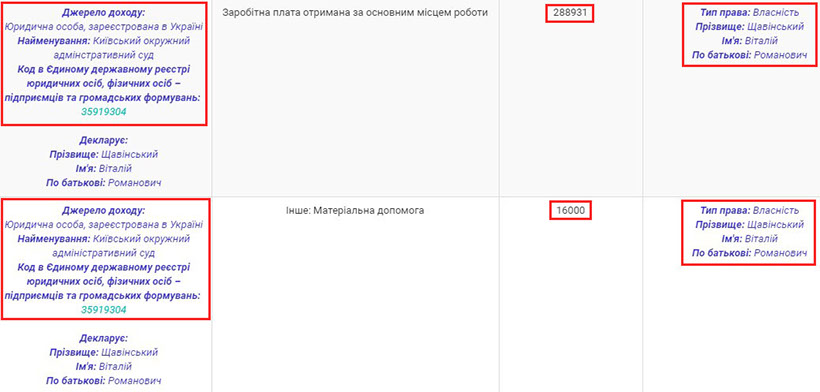 Джерело доходу:
Юридична особа, зареєстрована в Україні
Найменування: Київський окружний
адмінстративний суд
Код в Єдиному державному реєстрі
юридичних осіб, фізичних осіб –
підприємців та громадських формувань:
35919304
Декларує:
Прізвище: Щавінський
Ім'я: Віталій
По батькові: Романович
Заробітна плата отримана за основним місцем роботи
288931
Тип права: Власність
Прізвище: Щавінський
Ім'я: Віталій
По батькові: Романович
Джерело доходу:
Юридична особа, зареєстрована в Україні
Найменування: Київський окружний
адміністративний суд
Код в Єдиному державному реєстрі
юридичних осіб, фізичних осіб –
підприємців та громадських формувань:
35919304
Декларує:
Прізвище: Щавінський
Ім'я: Віталій
По батькові: Романович
Інше: Матеріальна допомога
16000
Тип права: Власність
Прізвище: Щавінський
Ім'я: Віталій
По батькові: Романович